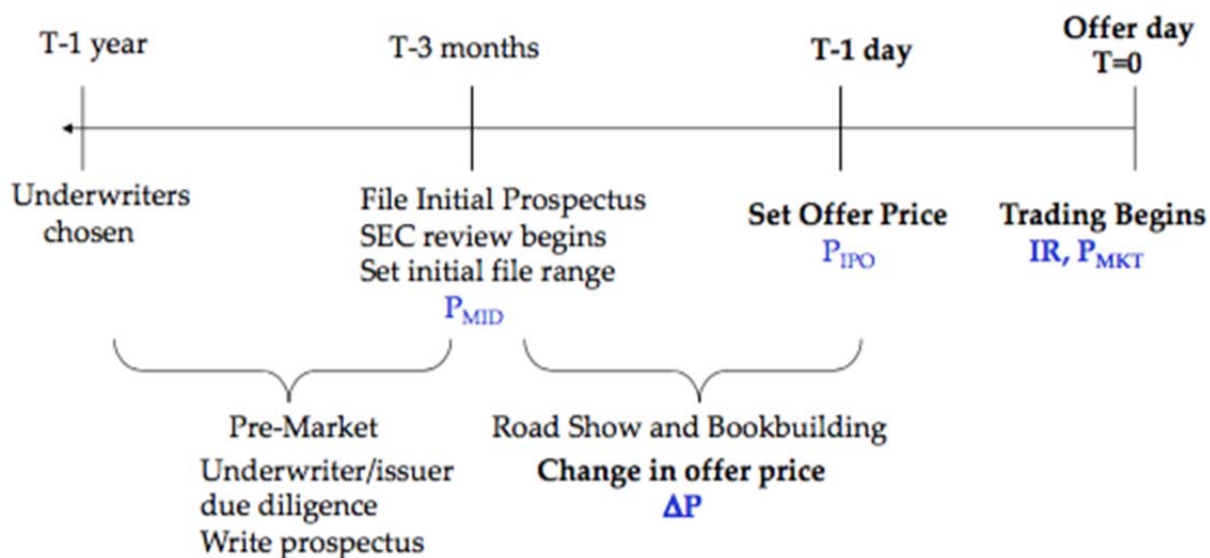 T-1 year
T-3 months
T-1 day
Offer day
T=0
Underwriters
chosen
File Initial Prospectus
SEC review begins
Set initial file range
P_MID
Set Offer Price
P_IPO
Trading Begins
IR, P_MKT
Pre-Market
Underwriter/issuer
due diligence
Write prospectus
Road Show and Bookbuilding
Change in offer price
ΔP